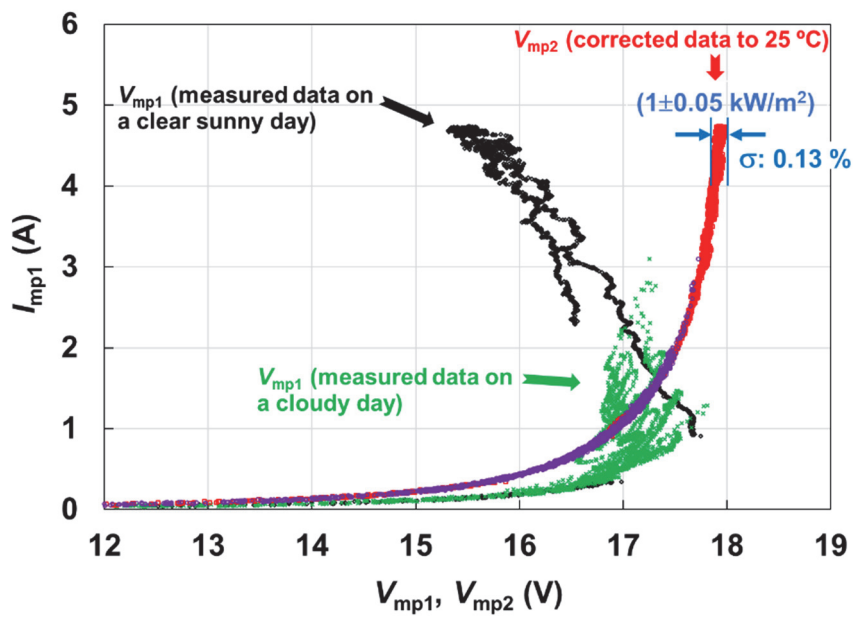 6
V_mp2 (corrected data to 25 ºC)
V_mp1 (measured data on
a clear sunny day)
(1±0.05 kW/m²)
5
σ: 0.13 %
4
I_mp1 (A)
3
2
V_mp1 (measured data on
a cloudy day)
1
0
12 13 14 15 16 17 18 19
V_mp1, V_mp2 (V)